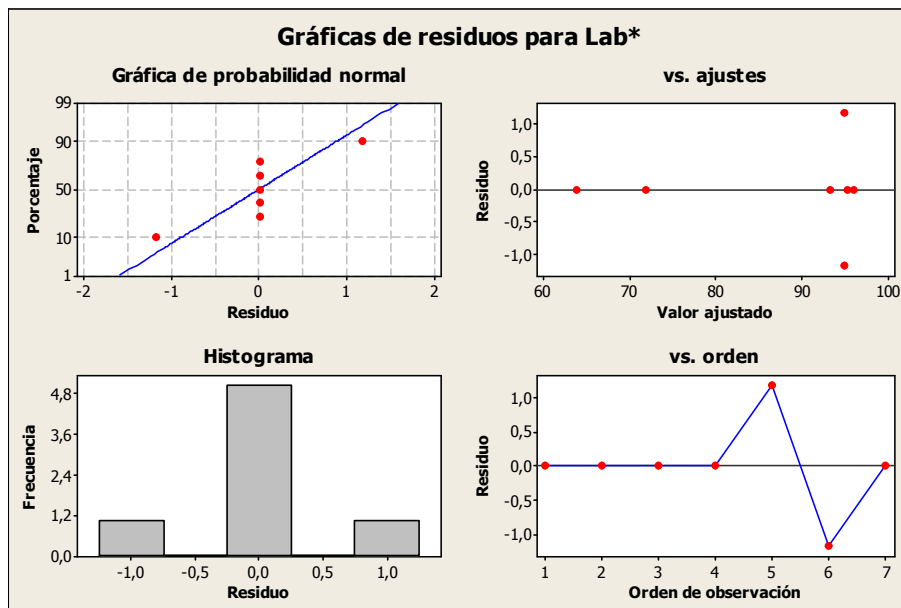 Gráficas de residuos para Lab*
Gráfica de probabilidad normal
99
90
50
10
1
Porcentaje
-2 -1 0 1 2
Residuo
vs. ajustes
1,0
0,5
0,0
-0,5
-1,0
Residuo
60 70 80 90 100
Valor ajustado
Histograma
4,8
3,6
2,4
1,2
0,0
Frecuencia
-1,0 -0,5 0,0 0,5 1,0
Residuo
vs. orden
1,0
0,5
0,0
-0,5
-1,0
Residuo
1 2 3 4 5 6 7
Orden de observación